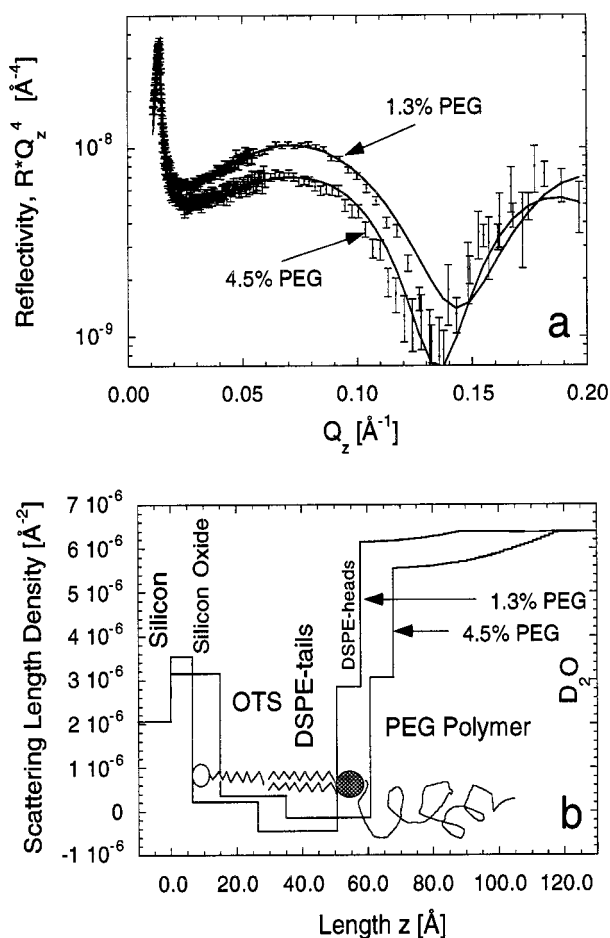 Reflectivity, R*Q_z^4 [Å^-4]
10^-8
10^-9
1.3% PEG
4.5% PEG
a
0.00 0.05 0.10 0.15 0.20
Q_z [Å^-1]
Scattering Length Density [Å^-2]
7 10^-6
6 10^-6
5 10^-6
4 10^-6
3 10^-6
2 10^-6
1 10^-6
0
-1 10^-6
Silicon
Silicon Oxide
OTS
DSPE-tails
DSPE-heads
1.3% PEG
4.5% PEG
PEG Polymer
D_2O
b
0.0 20.0 40.0 60.0 80.0 100.0 120.0
Length z [Å]